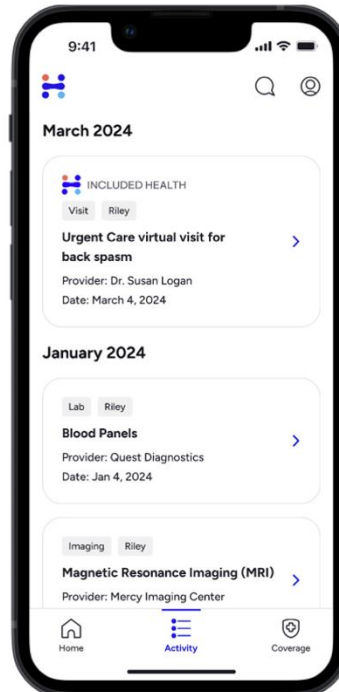 9:41
March 2024
INCLUDED HEALTH
Visit Riley
Urgent Care virtual visit for
back spasm
Provider: Dr. Susan Logan
Date: March 4, 2024
January 2024
Lab Riley
Blood Panels
Provider: Quest Diagnostics
Date: Jan 4, 2024
Imaging Riley
Magnetic Resonance Imaging (MRI)
Provider: Mercy Imaging Center
Home Activity Coverage